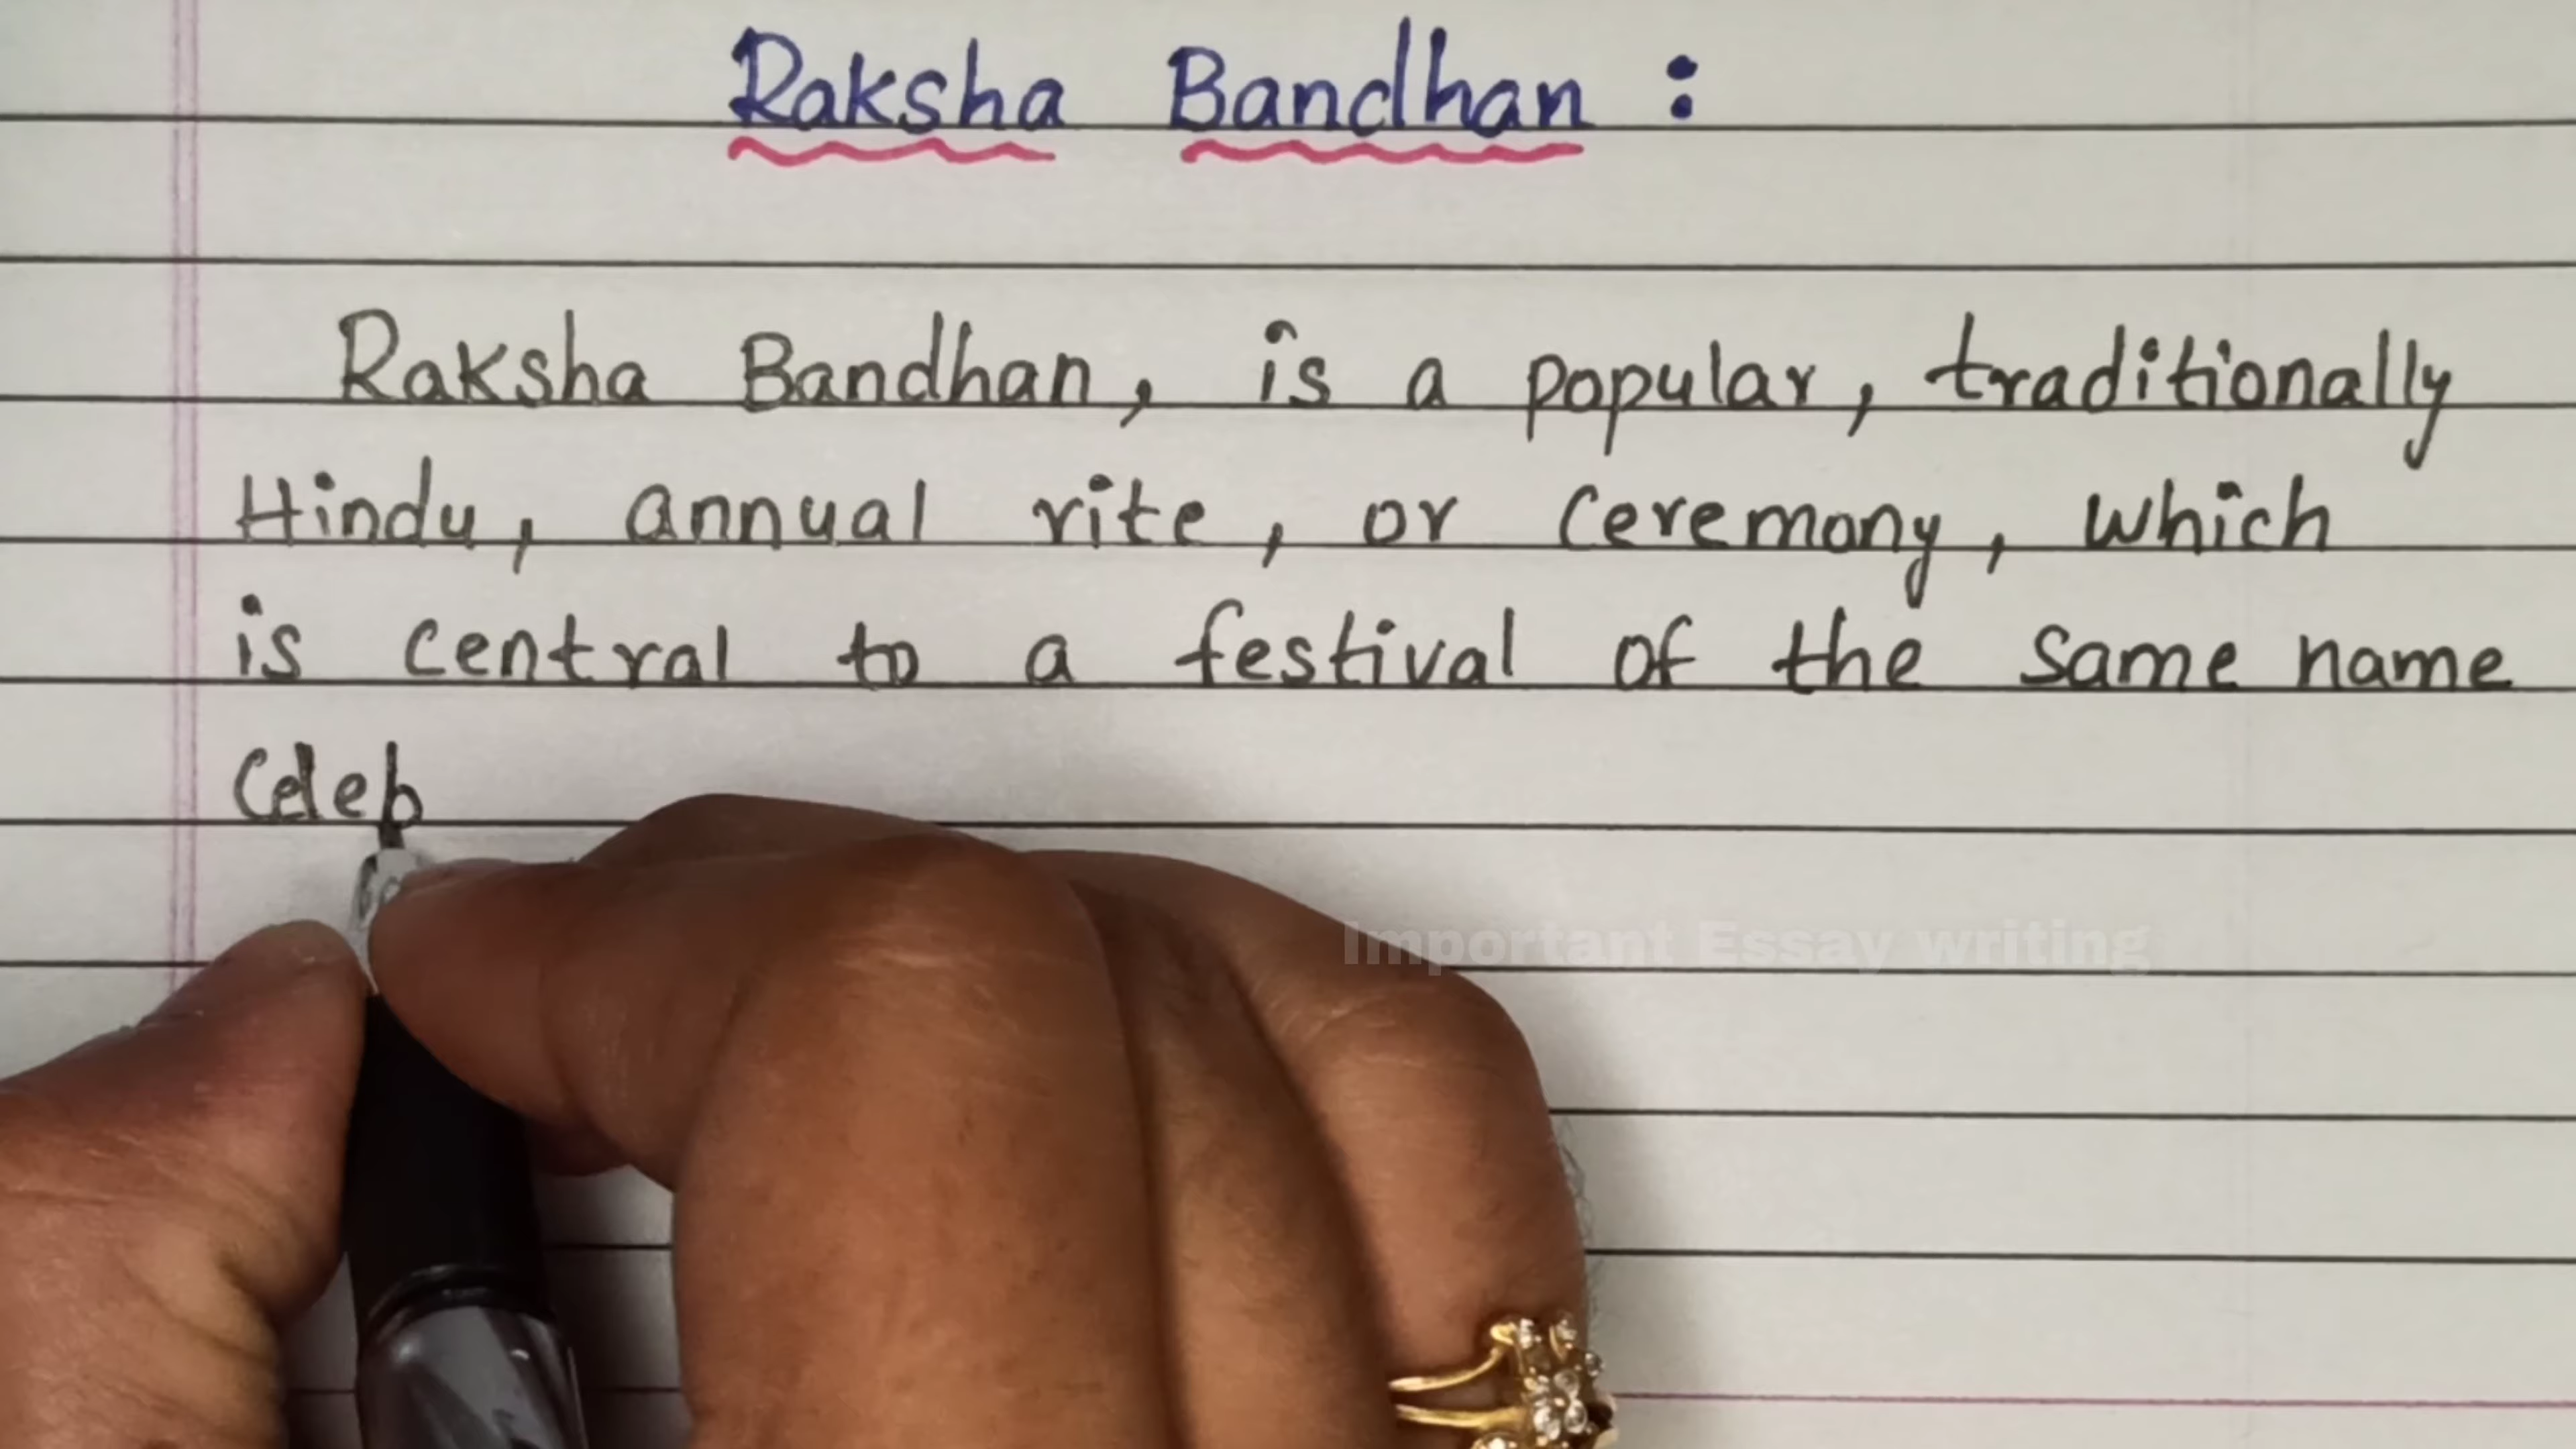 Raksha Bandhan :
Raksha Bandhan, is a popular, traditionally
Hindu, annual rite, or ceremony, which
is central to a festival of the same name
Celeb
Important Essay writing